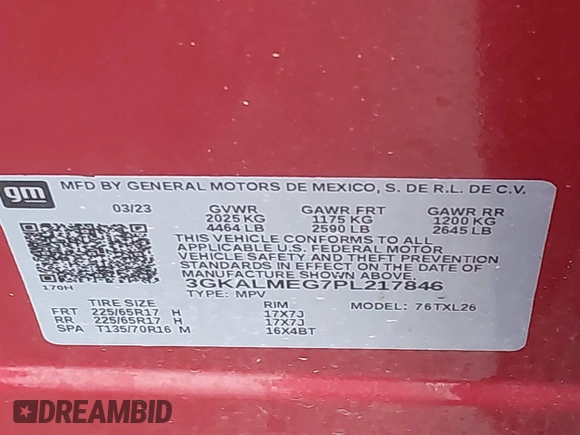 gm MFD BY GENERAL MOTORS DE MEXICO, S. DE R.L. DE C.V.
03/23 GVWR GAWR FRT GAWR RR
2025 KG 1175 KG 1200 KG
4464 LB 2590 LB 2645 LB
THIS VEHICLE CONFORMS TO ALL
APPLICABLE U.S. FEDERAL MOTOR
VEHICLE SAFETY AND THEFT PREVENTION
STANDARDS IN EFFECT ON THE DATE OF
MANUFACTURE SHOWN ABOVE.
170H 3GKALMEG7PL217846
TYPE: MPV MODEL: 76TXL26
TIRE SIZE RIM
FRT 225/65R17 H 17X7J
RR 225/65R17 H 17X7J
SPA T135/70R16 M 16X4BT
DREAMBID